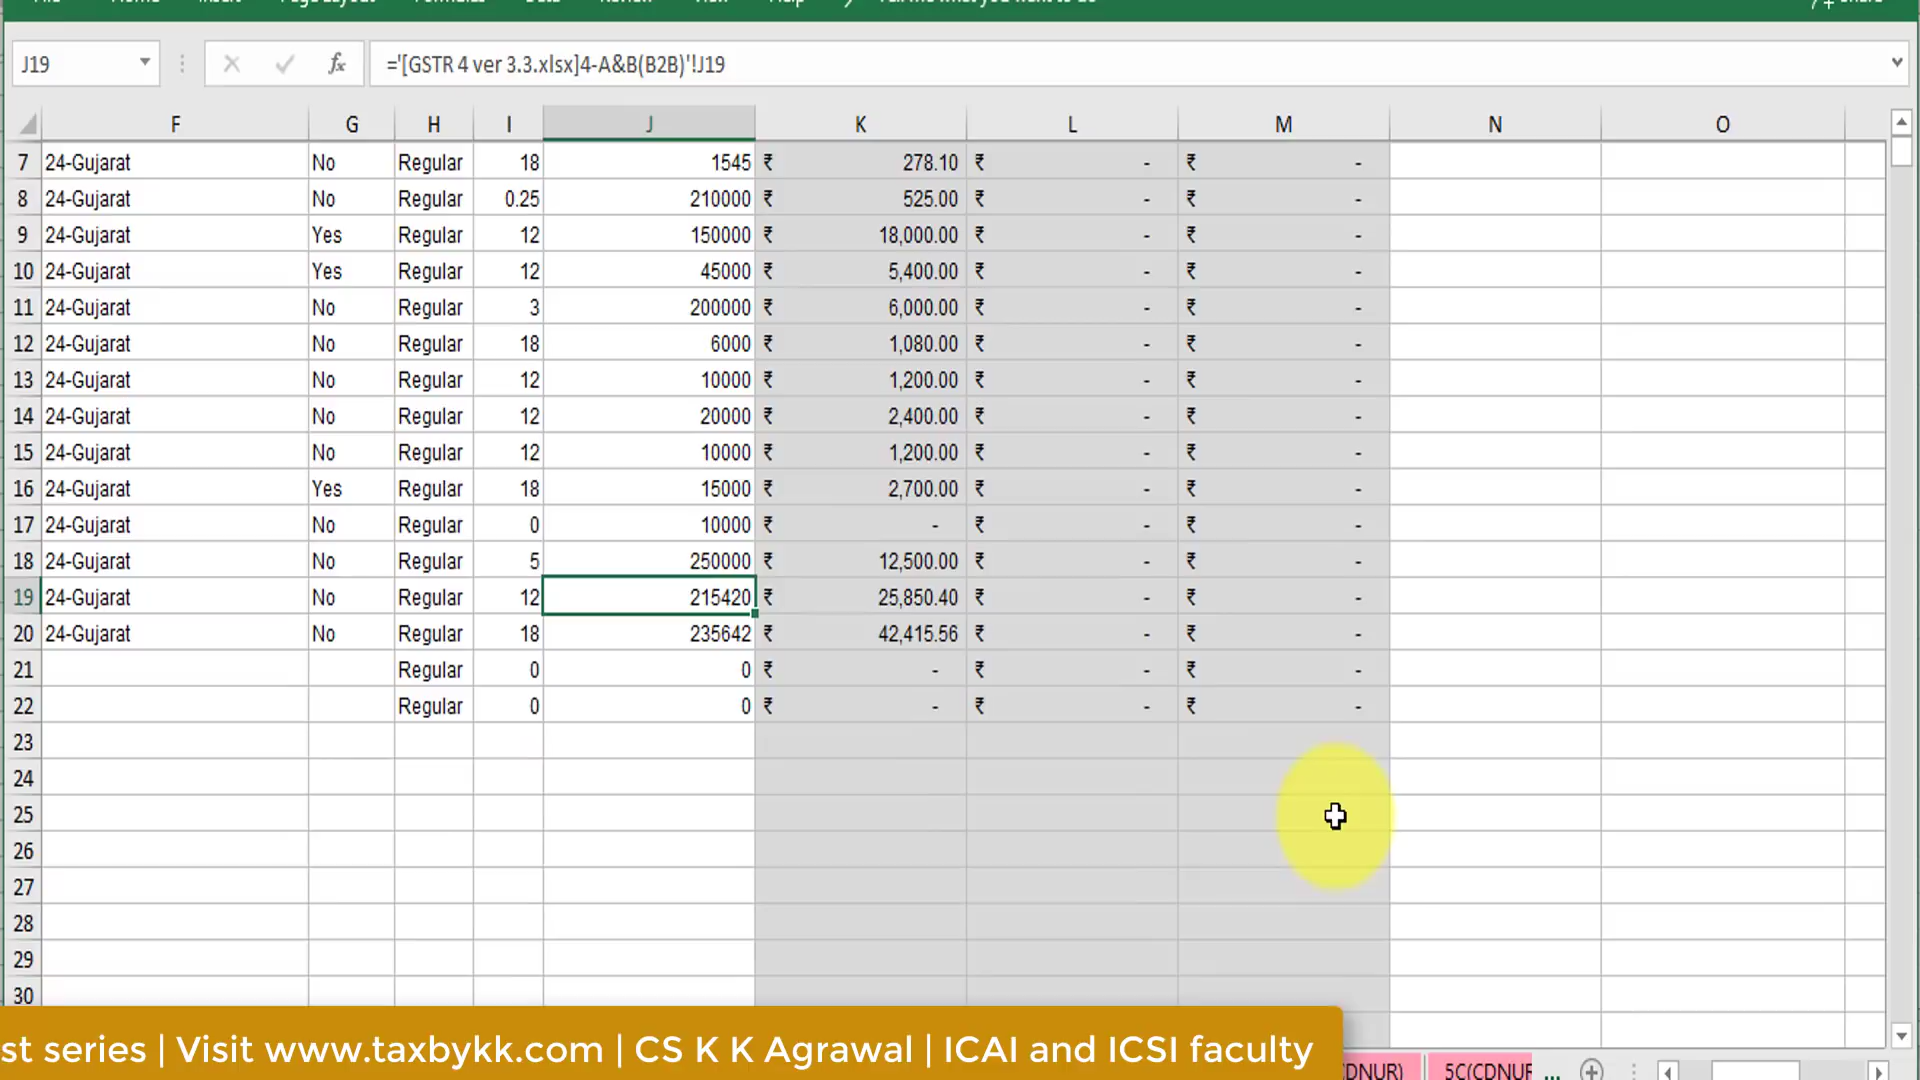 J19 fx ='[GSTR 4 ver 3.3.xlsx]4-A&B(B2B)'!J19
F G H I J K L M N O
7 24-Gujarat No Regular 18 1545 ₹ 278.10 ₹ - ₹ -
8 24-Gujarat No Regular 0.25 210000 ₹ 525.00 ₹ - ₹ -
9 24-Gujarat Yes Regular 12 150000 ₹ 18,000.00 ₹ - ₹ -
10 24-Gujarat Yes Regular 12 45000 ₹ 5,400.00 ₹ - ₹ -
11 24-Gujarat No Regular 3 200000 ₹ 6,000.00 ₹ - ₹ -
12 24-Gujarat No Regular 18 6000 ₹ 1,080.00 ₹ - ₹ -
13 24-Gujarat No Regular 12 10000 ₹ 1,200.00 ₹ - ₹ -
14 24-Gujarat No Regular 12 20000 ₹ 2,400.00 ₹ - ₹ -
15 24-Gujarat No Regular 12 10000 ₹ 1,200.00 ₹ - ₹ -
16 24-Gujarat Yes Regular 18 15000 ₹ 2,700.00 ₹ - ₹ -
17 24-Gujarat No Regular 0 10000 ₹ - ₹ - ₹ -
18 24-Gujarat No Regular 5 250000 ₹ 12,500.00 ₹ - ₹ -
19 24-Gujarat No Regular 12 215420 ₹ 25,850.40 ₹ - ₹ -
20 24-Gujarat No Regular 18 235642 ₹ 42,415.56 ₹ - ₹ -
21 Regular 0 0 ₹ - ₹ - ₹ -
22 Regular 0 0 ₹ - ₹ - ₹ -
23
24
25
26
27
28
29
30
st series | Visit www.taxbykk.com | CS K K Agrawal | ICAI and ICSI faculty
CDNUR) 5C(CDNUR ...